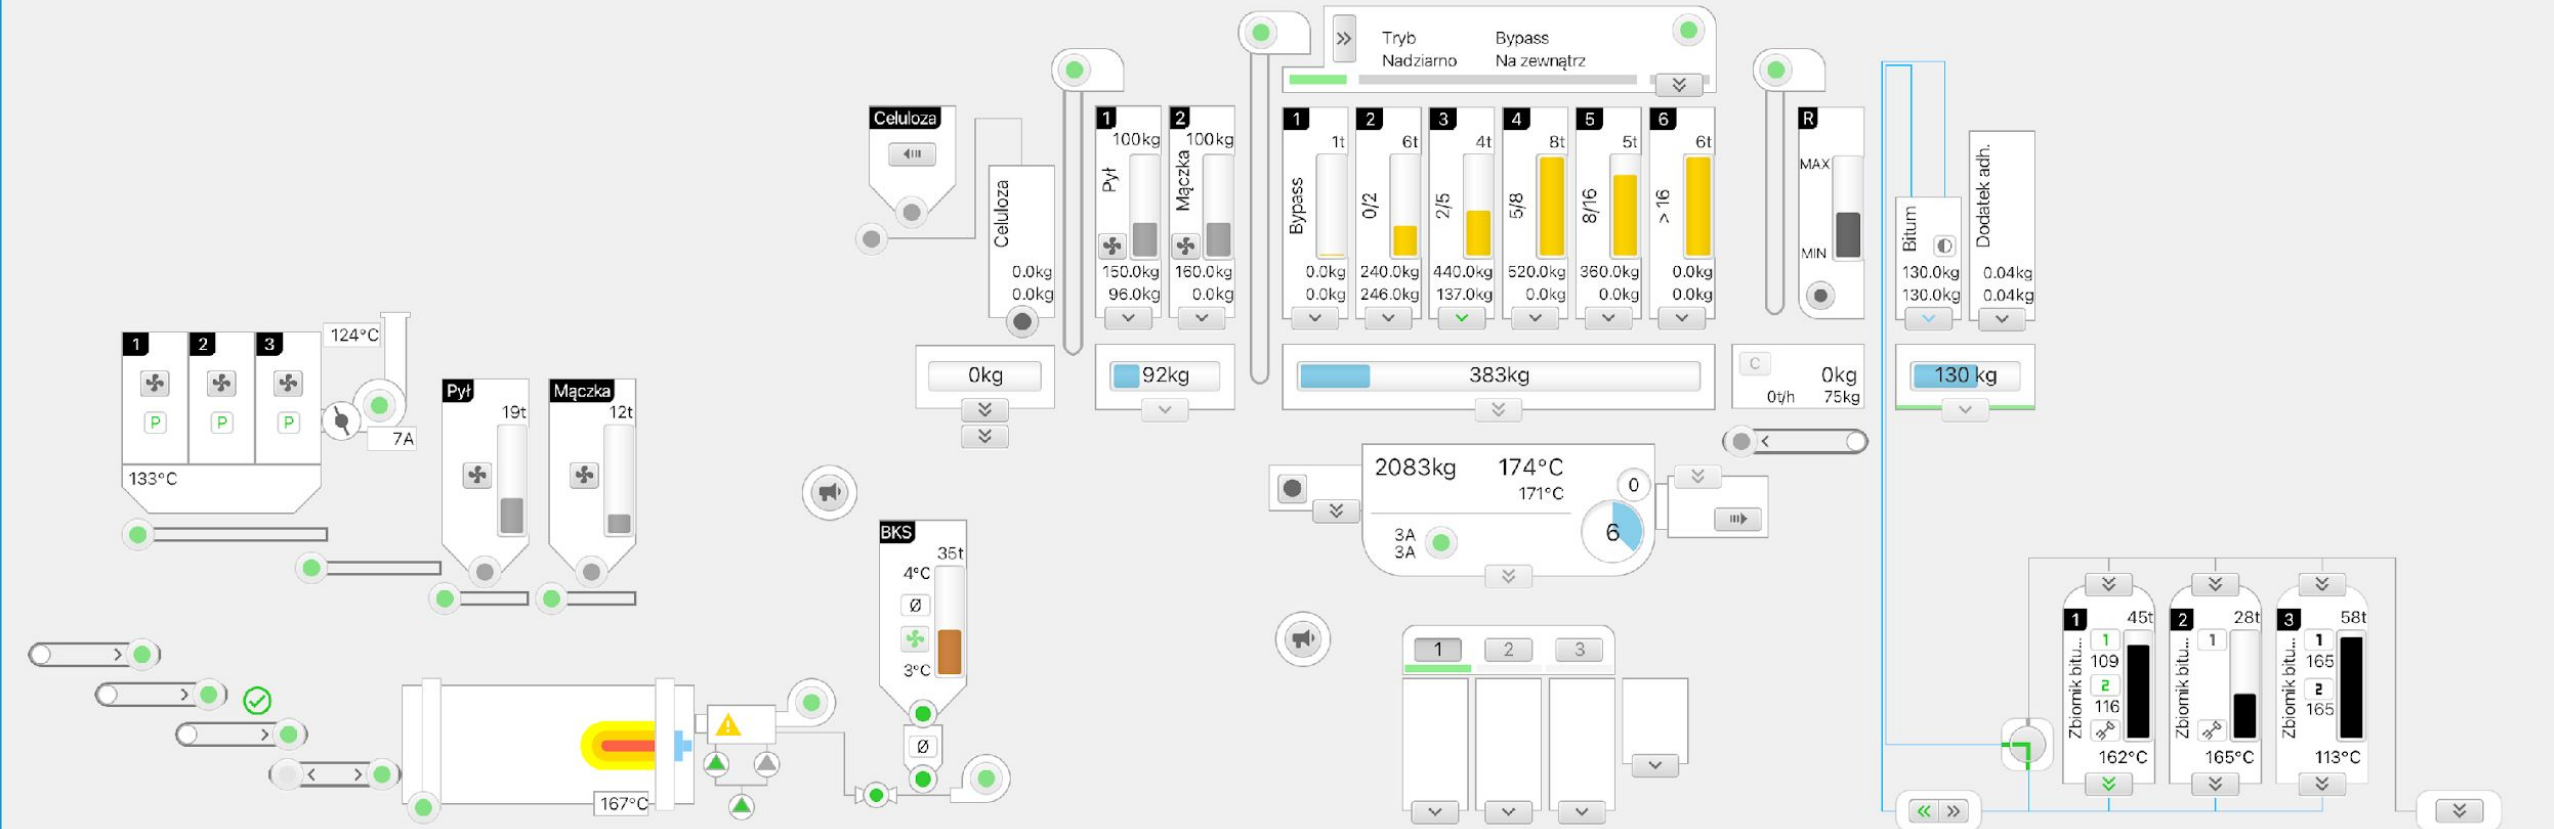 Tryb Bypass
Nadziarno Na zewnątrz
Celuloza
Celuloza
0.0kg
0.0kg
0kg
1 2
100kg 100kg
Pył Mączka
150.0kg 160.0kg
96.0kg 0.0kg
92kg
1 2 3 4 5 6
1t 6t 4t 8t 5t 6t
Bypass 0/2 2/5 5/8 8/16 > 16
0.0kg 240.0kg 440.0kg 520.0kg 360.0kg 0.0kg
0.0kg 246.0kg 137.0kg 0.0kg 0.0kg 0.0kg
383kg
R
MAX
MIN
C
0kg
0t/h 75kg
Bitum Dodatek adh.
130.0kg 0.04kg
130.0kg 0.04kg
130 kg
1 2 3
124°C
P P P
7A
133°C
Pył
19t
Mączka
12t
2083kg 174°C
171°C
0
6
3A
3A
BKS
35t
4°C
Ø
3°C
Ø
167°C
1 2 3
1 45t
Zbiornik bitu...
1
109
2
116
162°C
2 28t
Zbiornik bitu...
1
165°C
3 58t
Zbiornik bitu...
1
165
2
165
113°C